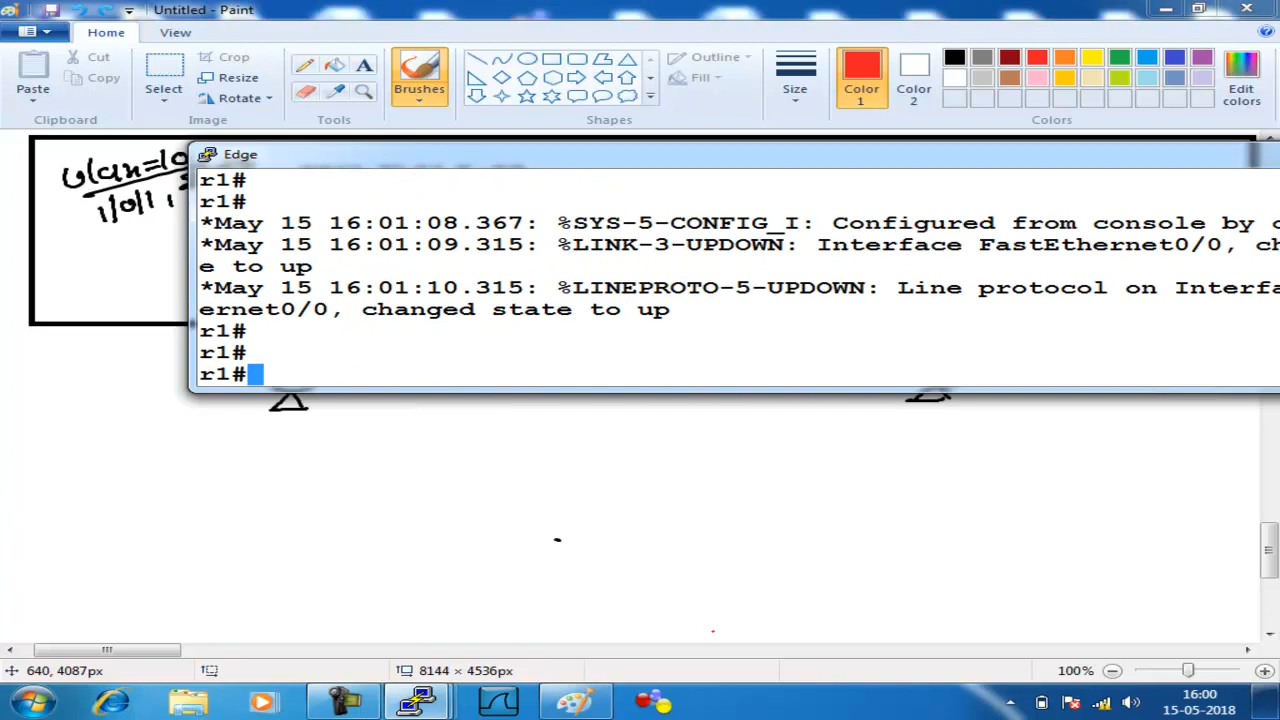 Untitled - Paint
Home View
Cut
Copy
Paste
Clipboard
Select
Crop
Resize
Rotate
Image
A
Tools
Brushes
Shapes
Outline
Fill
Size
Color 1
Color 2
Edit colors
Colors
Edge
r1#
r1#
*May 15 16:01:08.367: %SYS-5-CONFIG_I: Configured from console by c
*May 15 16:01:09.315: %LINK-3-UPDOWN: Interface FastEthernet0/0, ch
e to up
*May 15 16:01:10.315: %LINEPROTO-5-UPDOWN: Line protocol on Interfa
ernet0/0, changed state to up
r1#
r1#
r1#
640, 4087px
8144 × 4536px
100%
16:00
15-05-2018